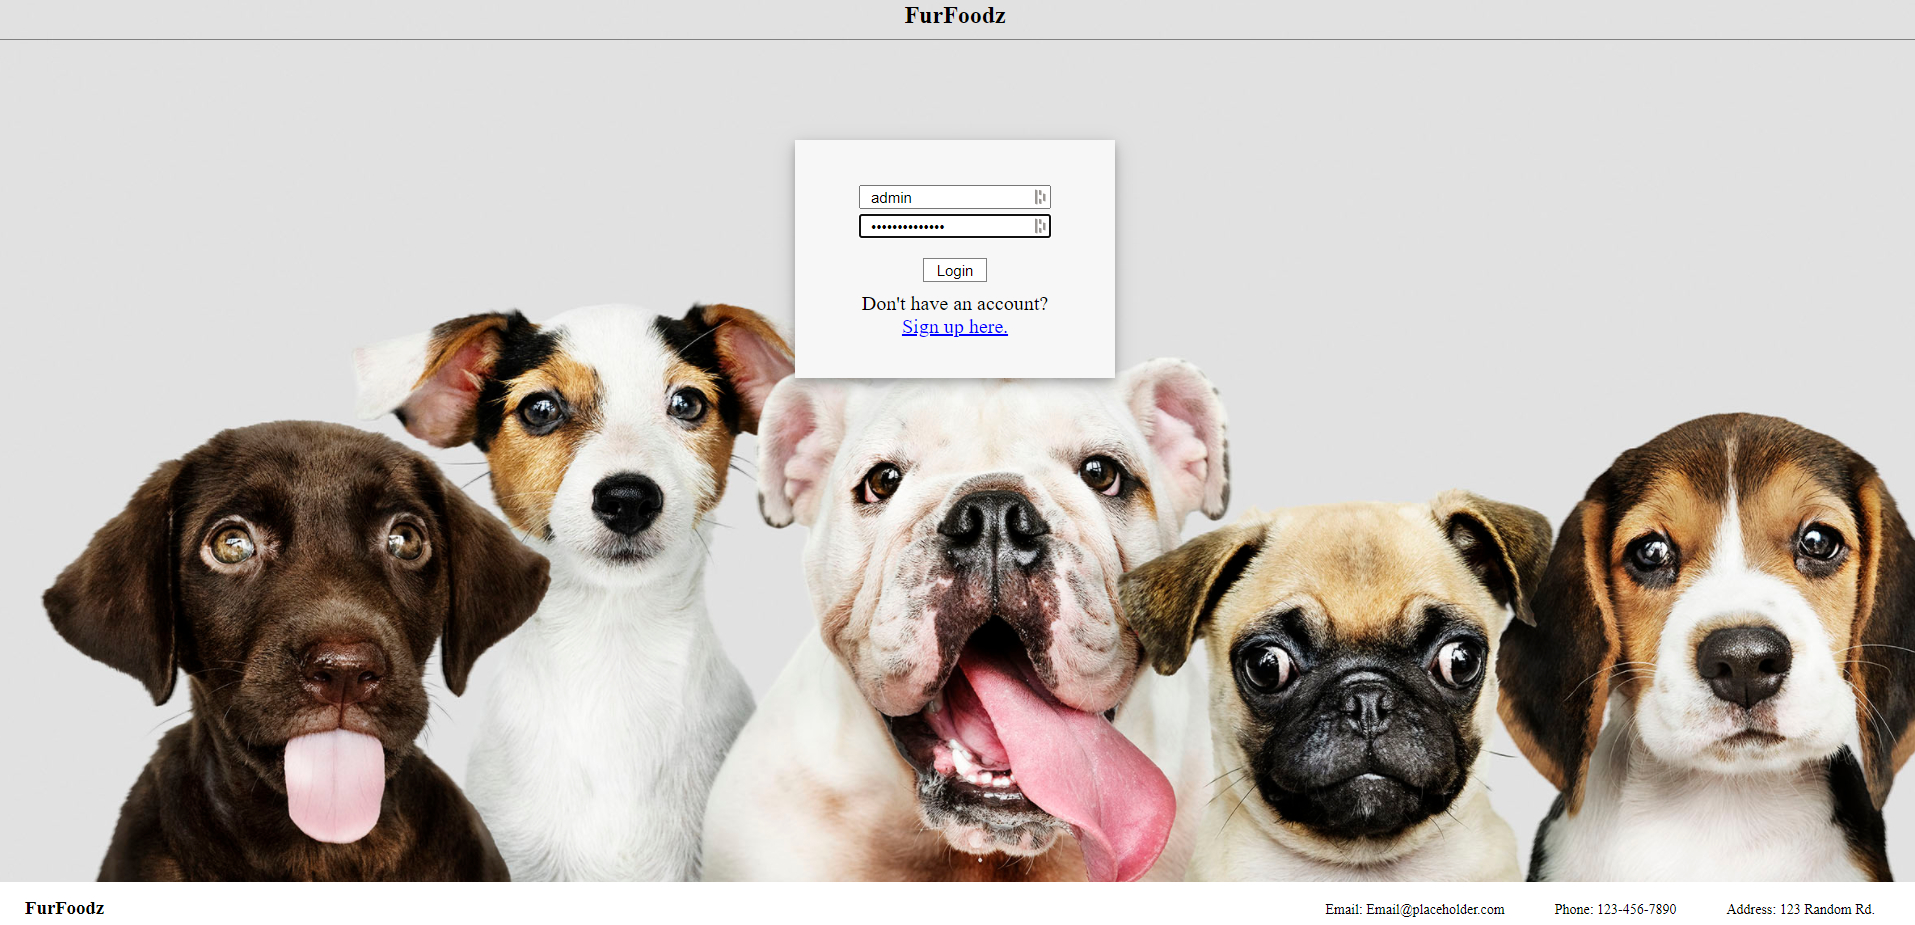 FurFoodz
admin
••••••••••••••
Login
Don't have an account?
Sign up here.
FurFoodz
Email: Email@placeholder.com
Phone: 123-456-7890
Address: 123 Random Rd.